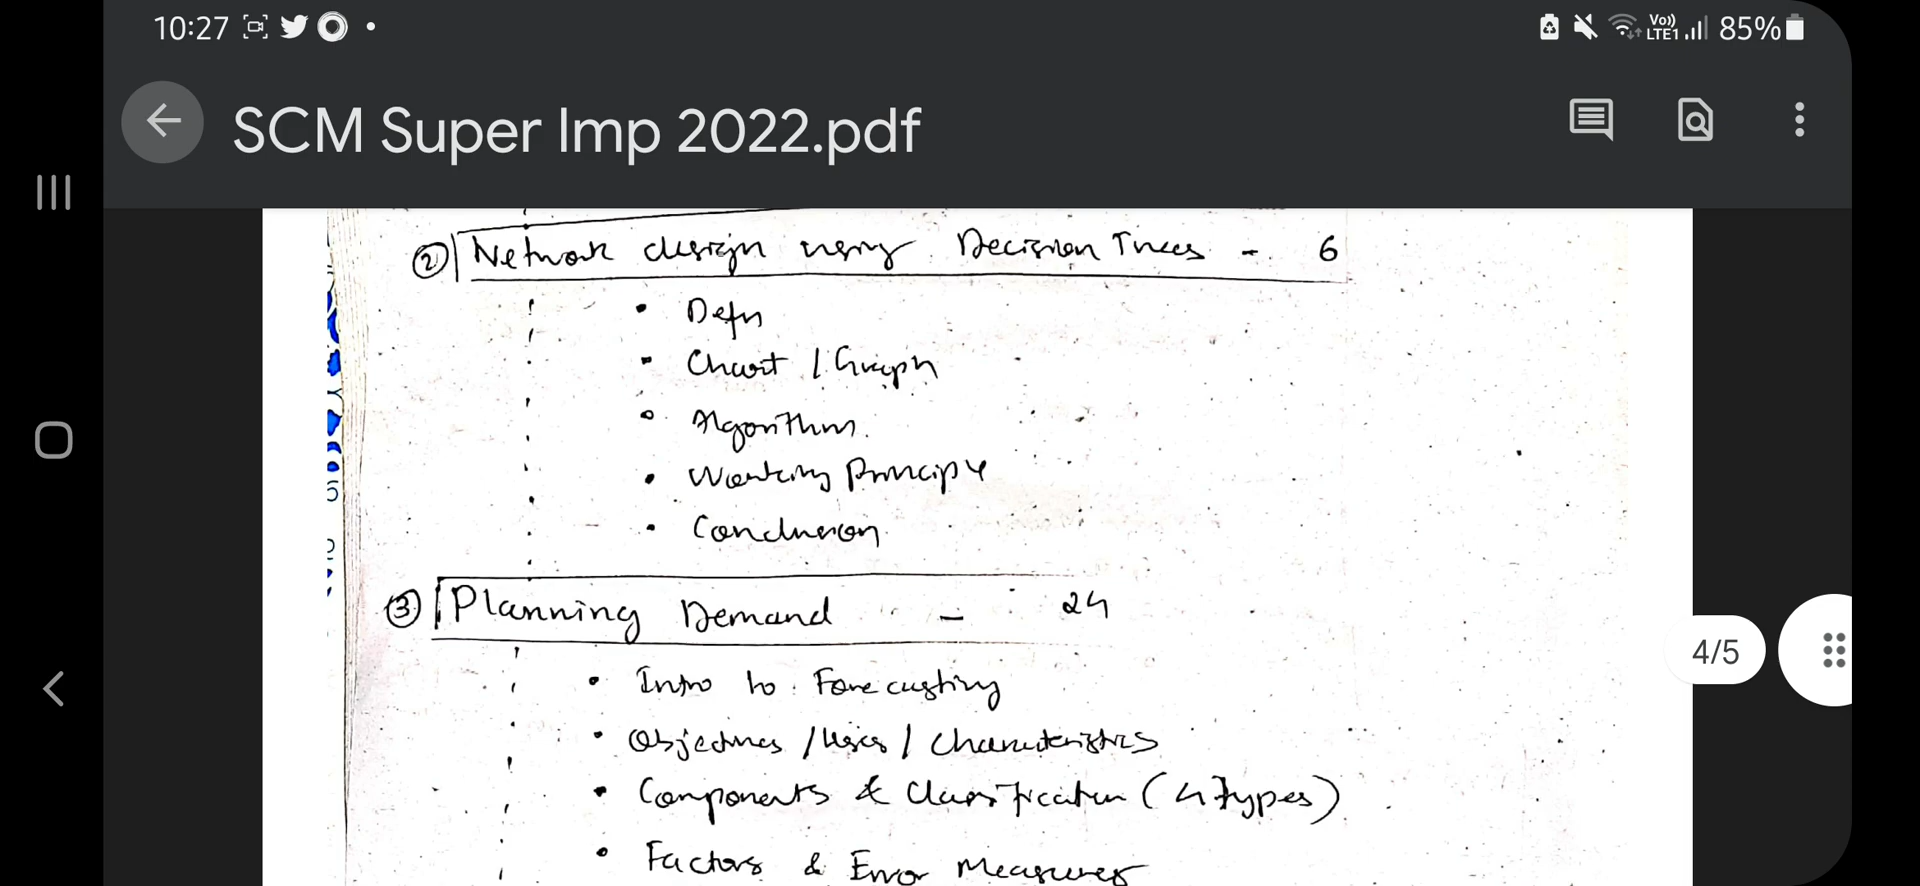 10:27
Vo)) LTE1 85%
SCM Super Imp 2022.pdf
② Network design using Decision Trees - 6
• Defn
• Chart / Graph
• Algorithm.
• Working Principle
• Conclusion
③ Planning Demand - 24
• Intro to Forecasting
• Objectives / Uses / Characteristics
• Components & Classification (4 Types)
• Factors & Error Measures
4/5